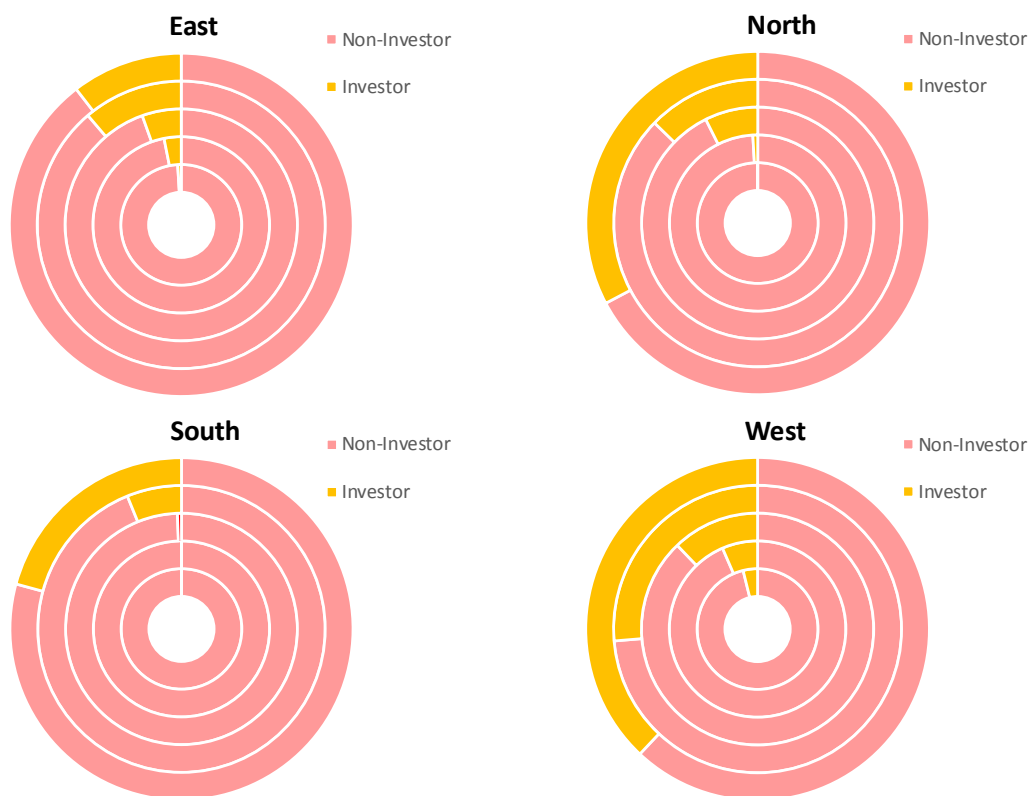 East
Non-Investor
Investor
North
Non-Investor
Investor
South
Non-Investor
Investor
West
Non-Investor
Investor